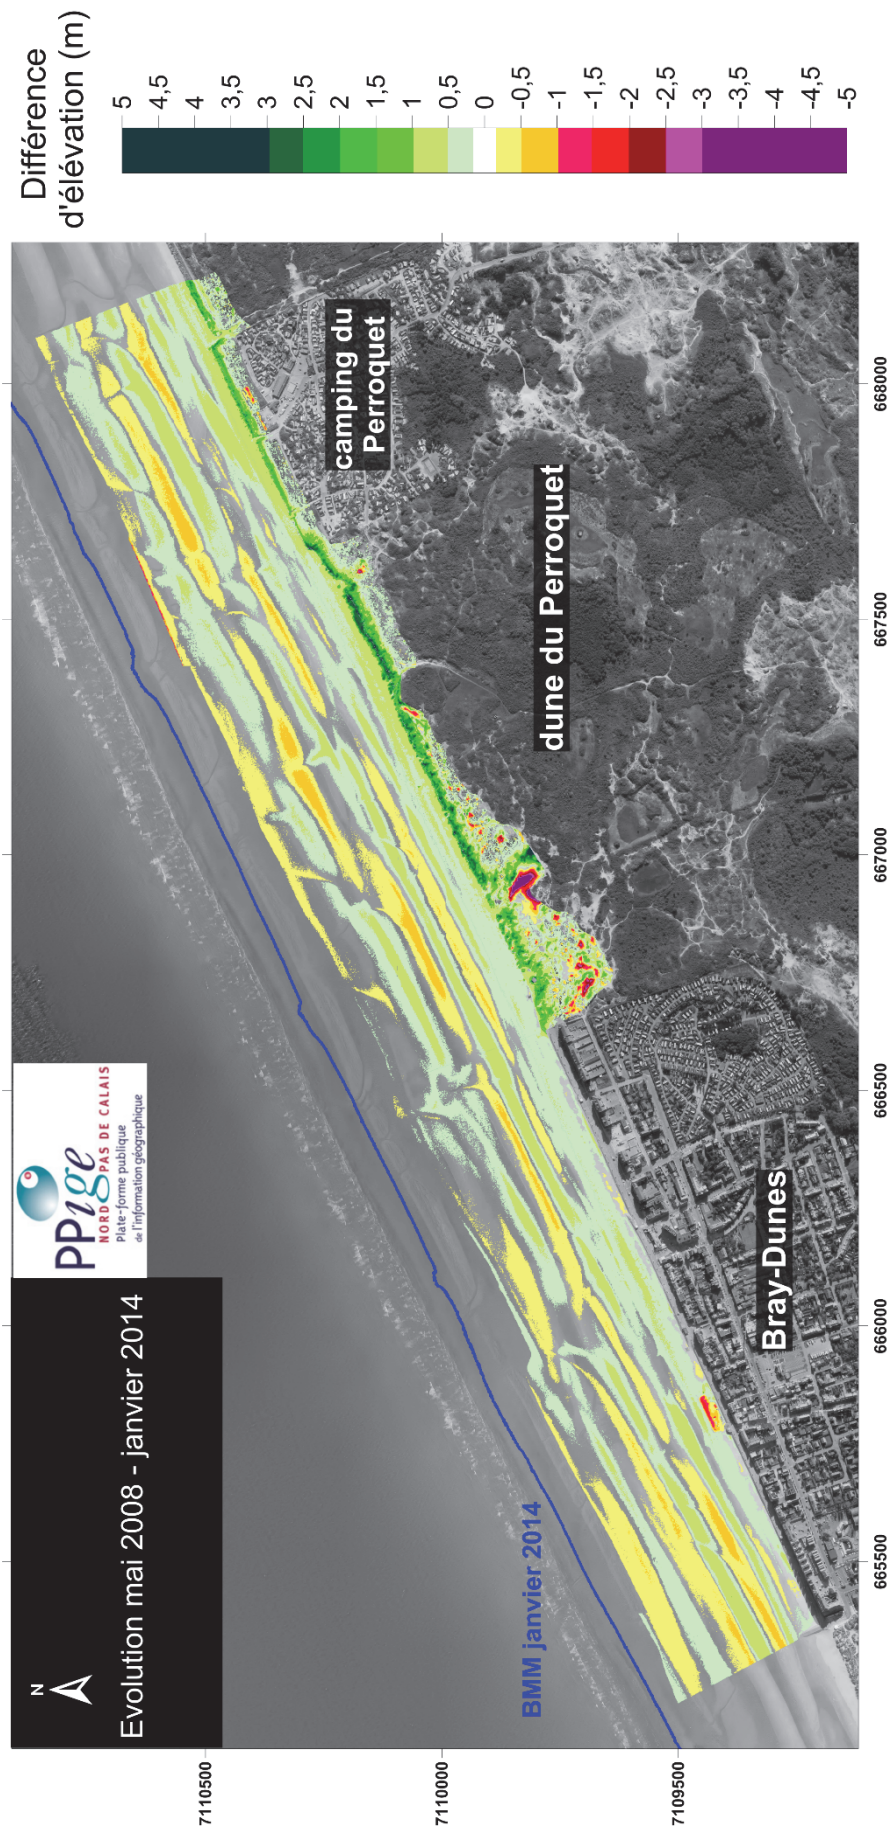 Evolution mai 2008 - janvier 2014
N
PPige
NORD PAS DE CALAIS
Plate-forme publique
de l'information géographique
BMM janvier 2014
Bray-Dunes
dune du Perroquet
camping du
Perroquet
7110500
7110000
7109500
665500
666000
666500
667000
667500
668000
Différence
d'élévation (m)
5
4,5
4
3,5
3
2,5
2
1,5
1
0,5
0
-0,5
-1
-1,5
-2
-2,5
-3
-3,5
-4
-4,5
-5